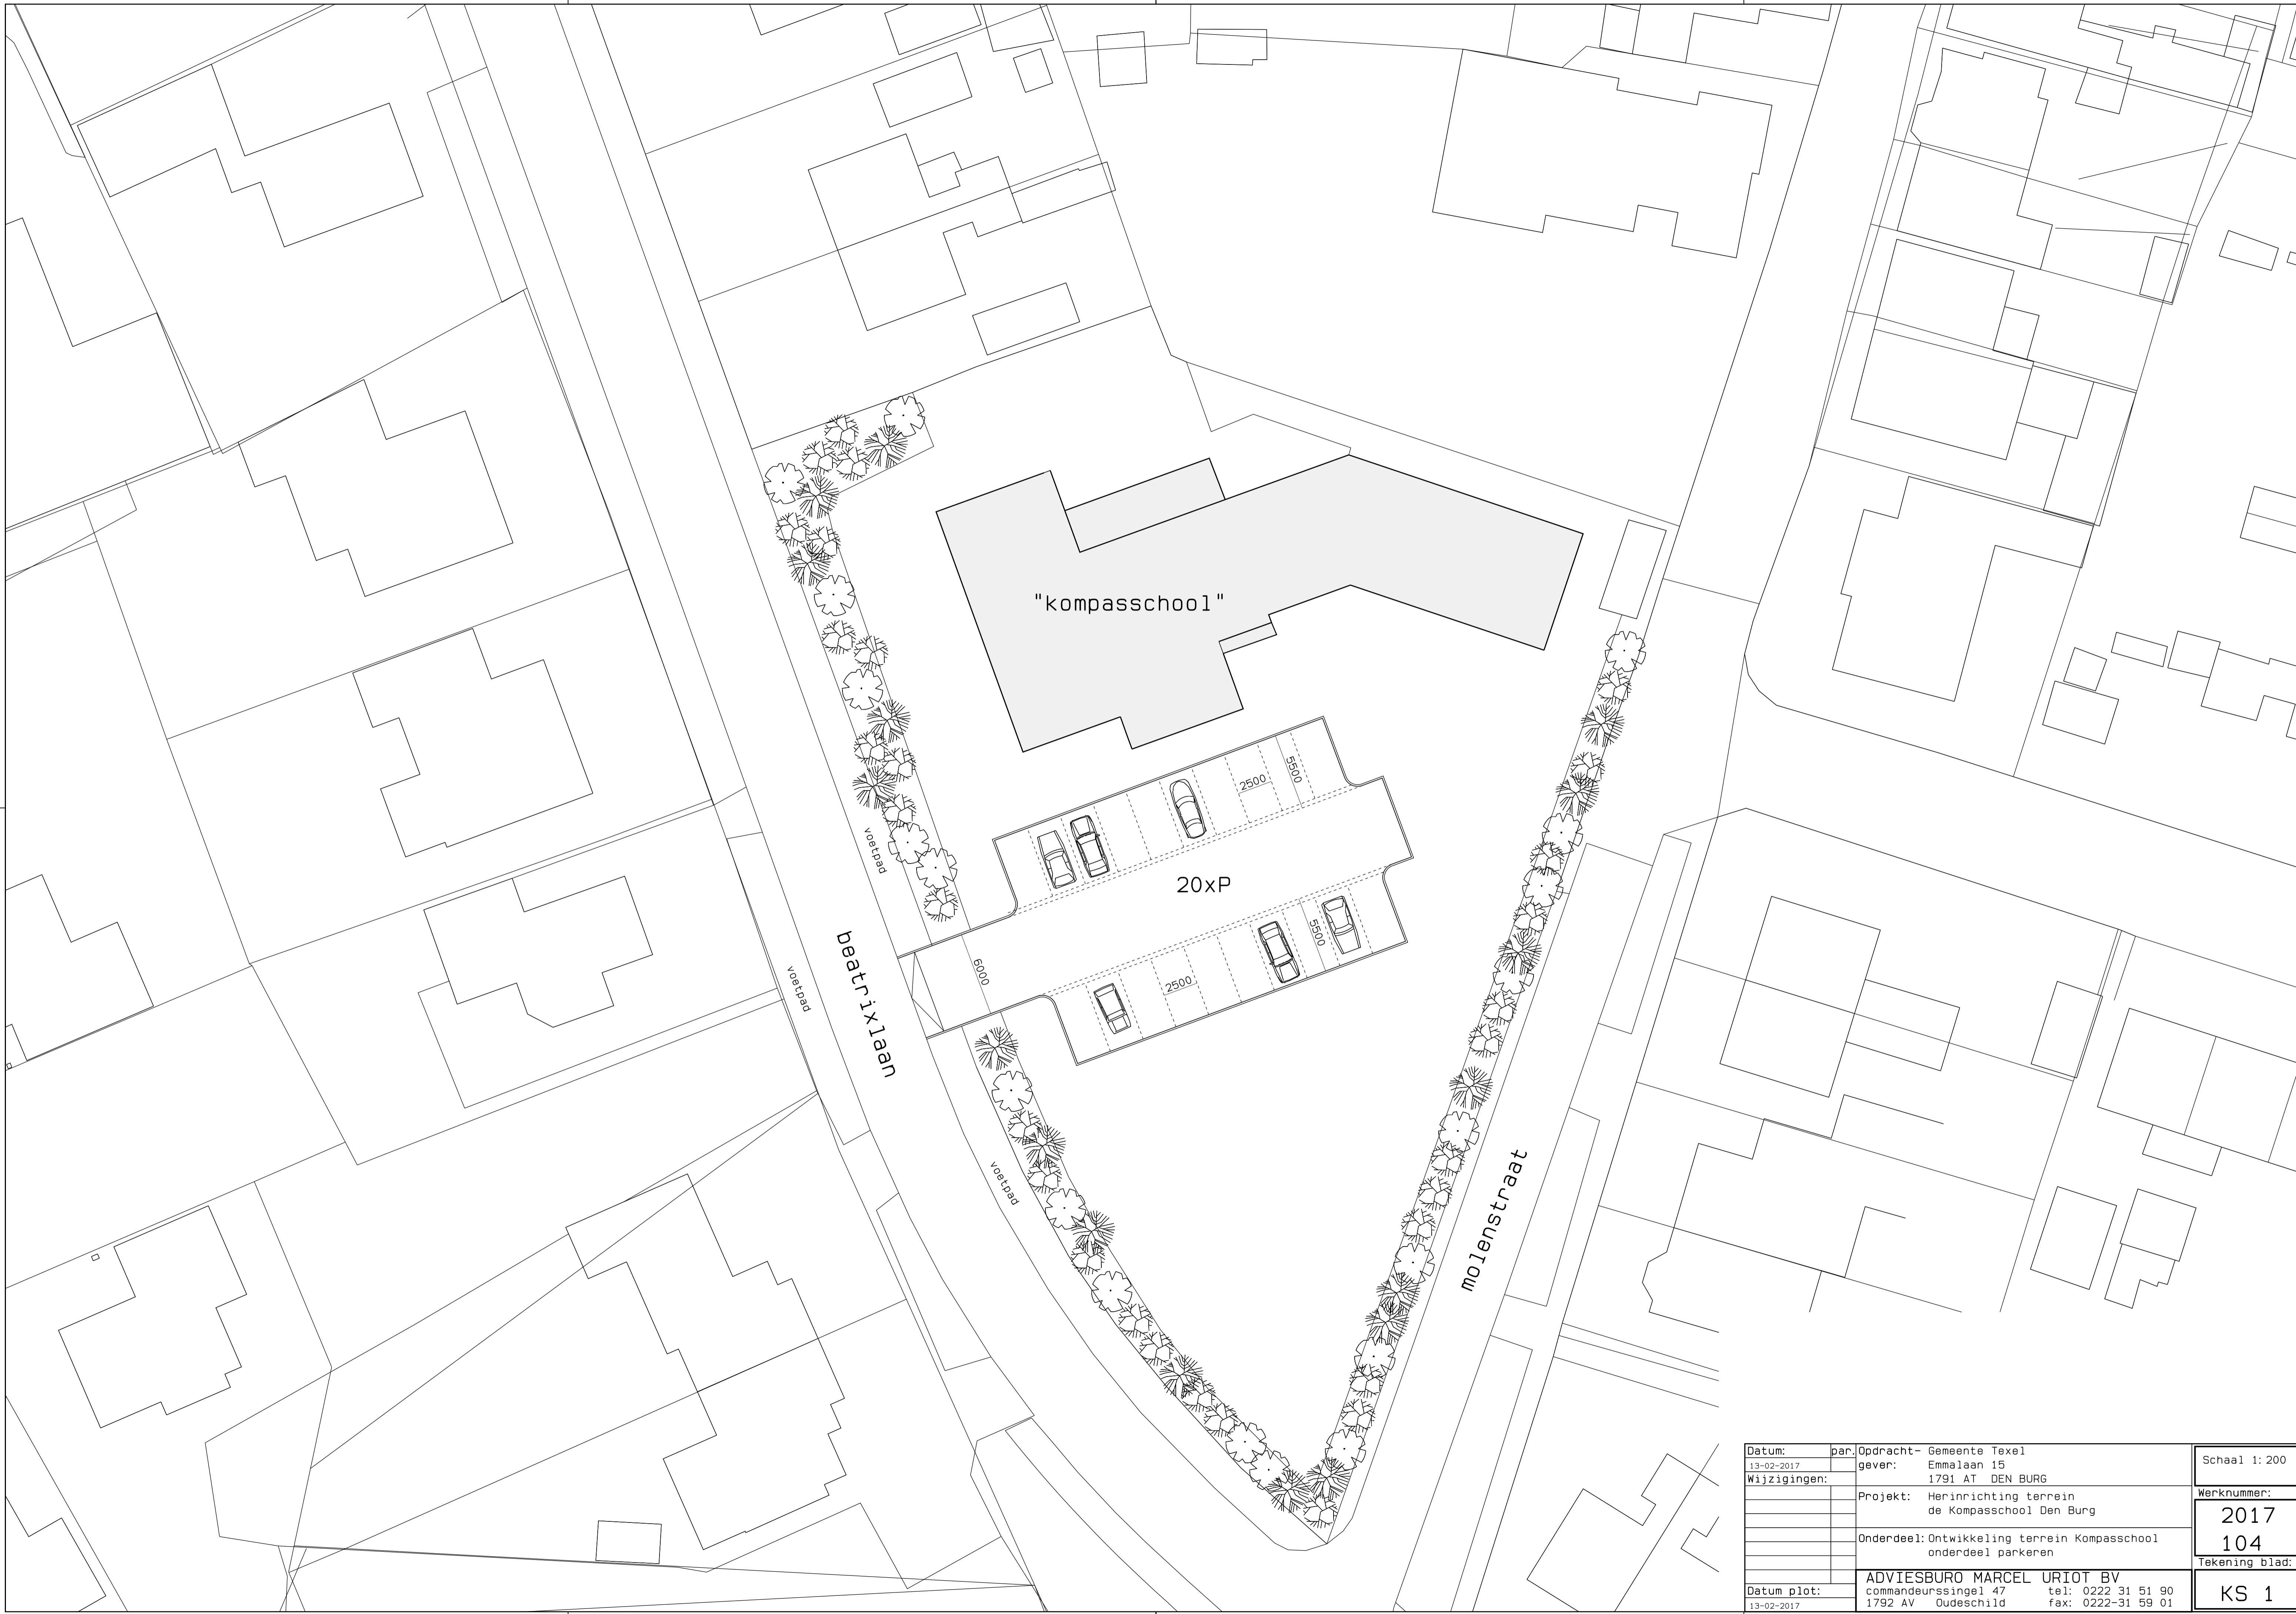 "kompasschool"
5500
2500
20xP
voetpad
beatrixlaan
voetpad
6000
5500
2500
voetpad
molenstraat
Datum: par.
13-02-2017
Wijzigingen:
Opdracht- Gemeente Texel
gever: Emmalaan 15
1791 AT DEN BURG
Projekt: Herinrichting terrein
de Kompasschool Den Burg
Onderdeel: Ontwikkeling terrein Kompasschool
onderdeel parkeren
Datum plot:
13-02-2017
ADVIESBURO MARCEL URIOT BV
commandeurssingel 47 tel: 0222 31 51 90
1792 AV Oudeschild fax: 0222-31 59 01
Schaal 1:200
Werknummer:
2017
104
Tekening blad:
KS 1